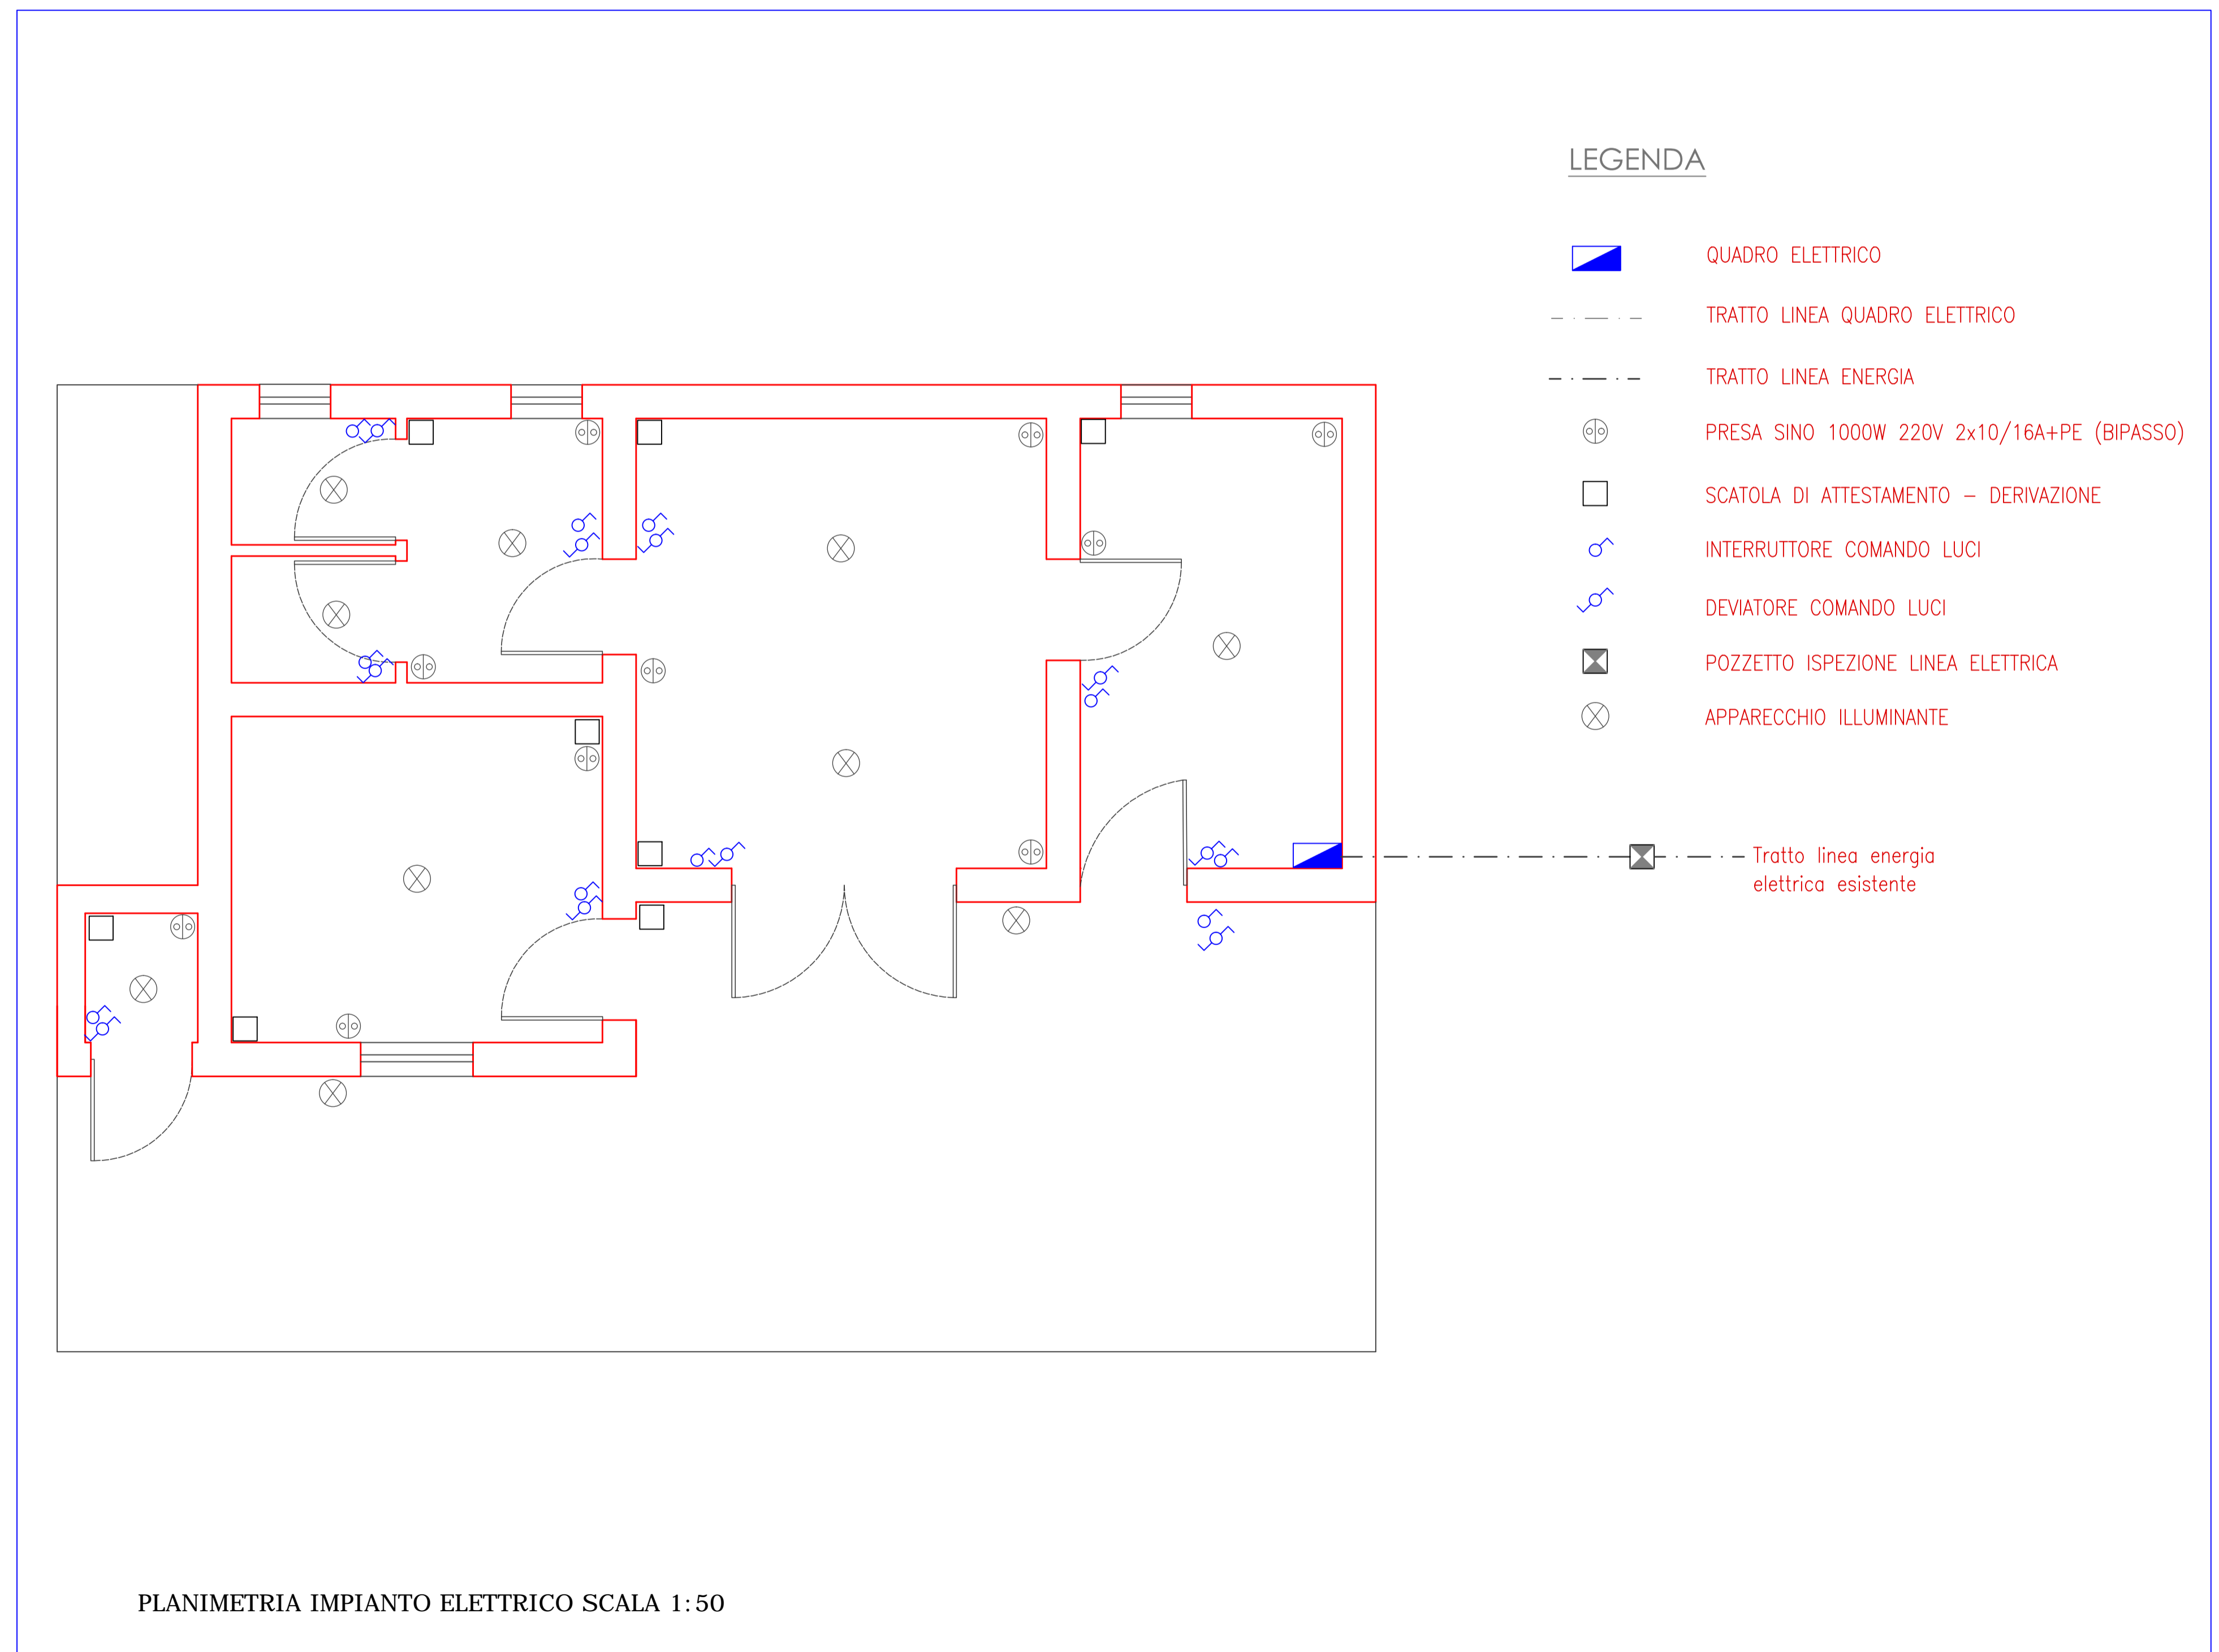 LEGENDA
QUADRO ELETTRICO
TRATTO LINEA QUADRO ELETTRICO
TRATTO LINEA ENERGIA
PRESA SINO 1000W 220V 2x10/16A+PE (BIPASSO)
SCATOLA DI ATTESTAMENTO - DERIVAZIONE
INTERRUTTORE COMANDO LUCI
DEVIATORE COMANDO LUCI
POZZETTO ISPEZIONE LINEA ELETTRICA
APPARECCHIO ILLUMINANTE
Tratto linea energia
elettrica esistente
PLANIMETRIA IMPIANTO ELETTRICO SCALA 1:50